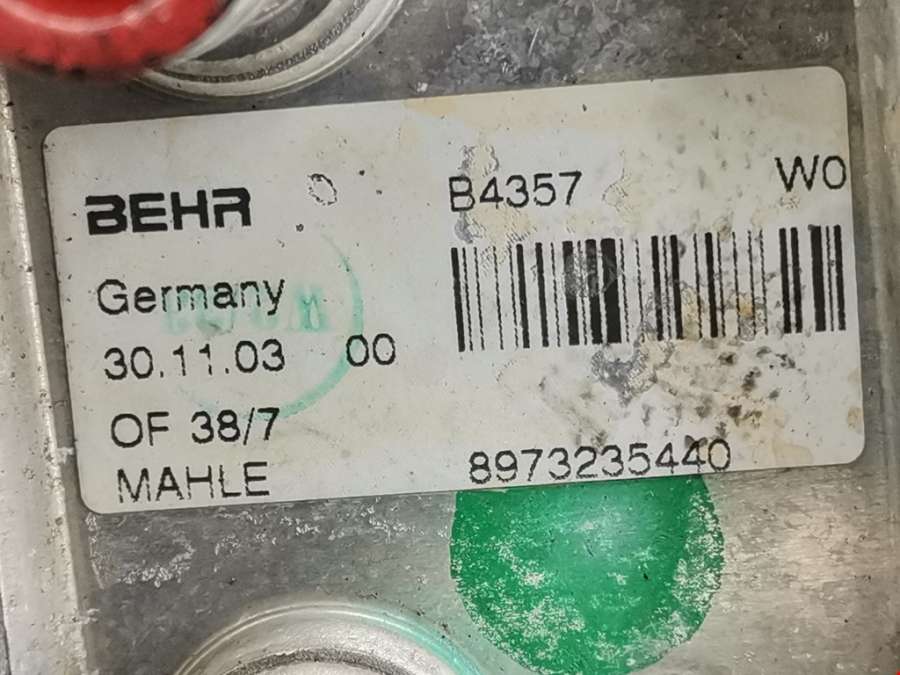 BEHR
B4357 W0
Germany
30.11.03 00
OF 38/7
MAHLE
8973235440